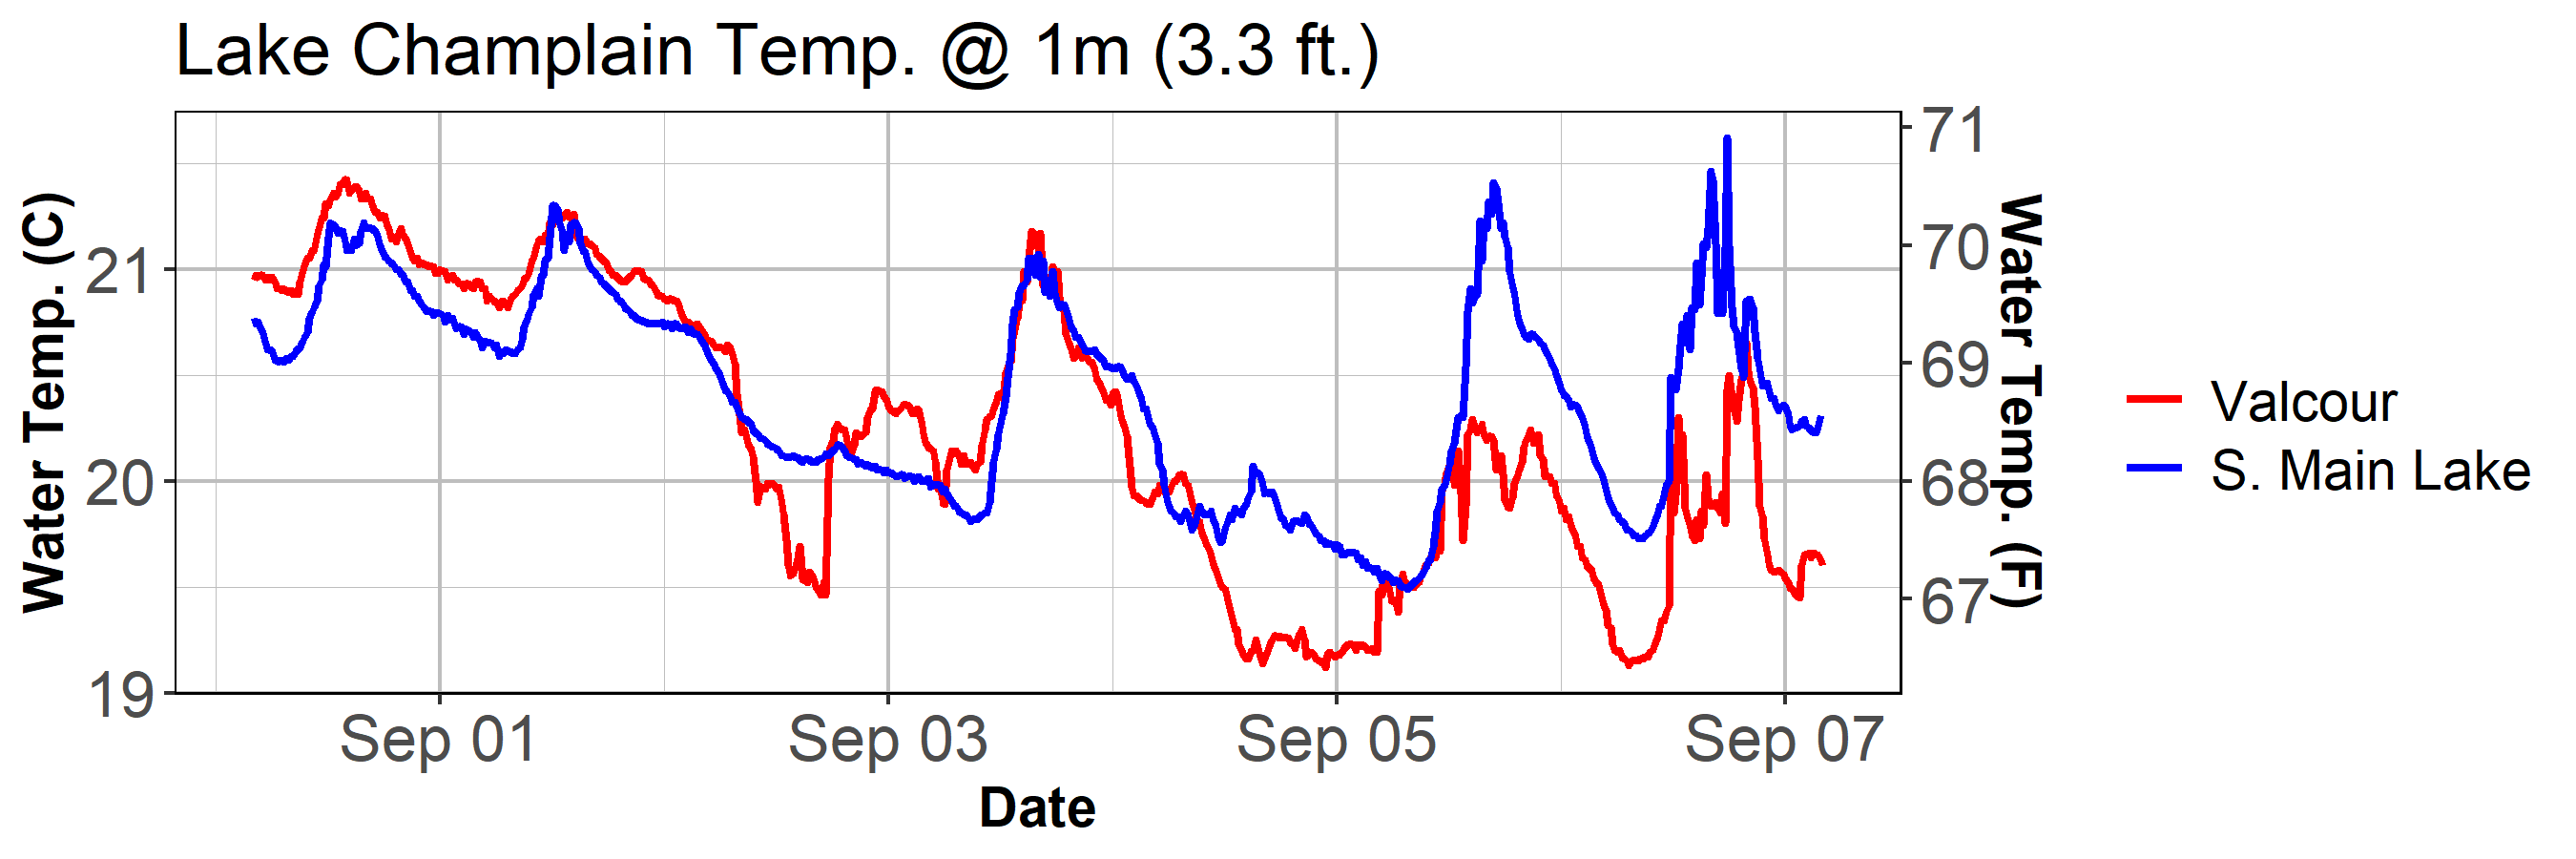 Lake Champlain Temp. @ 1m (3.3 ft.)
Water Temp. (C)
21
20
19
71
70
69
68
67
Water Temp. (F)
Sep 01 Sep 03 Sep 05 Sep 07
Date
Valcour
S. Main Lake